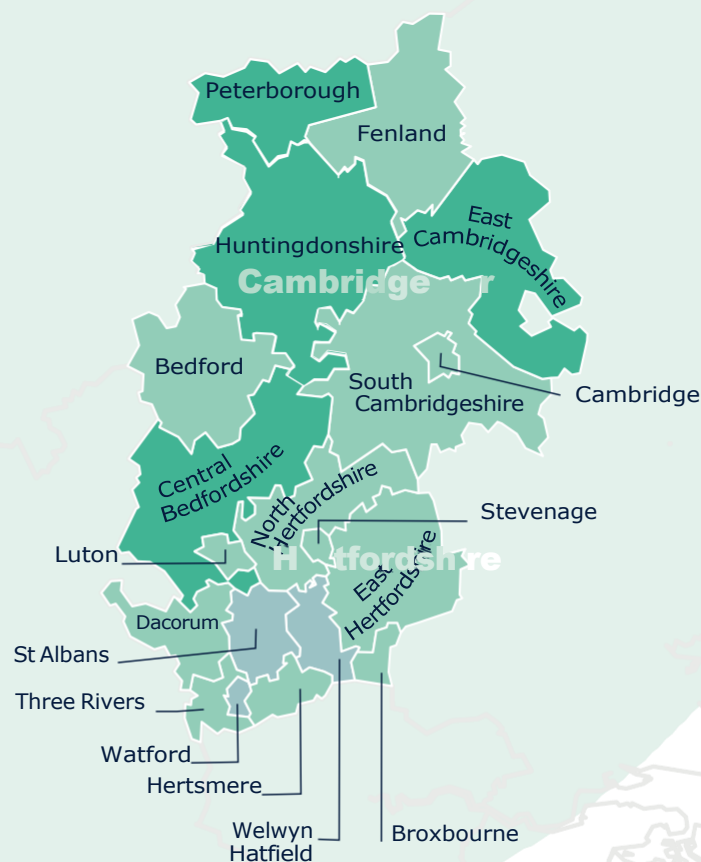 Peterborough
Fenland
East
Cambridgeshire
Huntingdonshire
Cambridge r
Bedford
South
Cambridgeshire
Cambridge
Central
Bedfordshire
North
Hertfordshire
Stevenage
Luton
H tfordshire
East
Hertfordshire
Dacorum
St Albans
Three Rivers
Watford
Hertsmere
Welwyn
Hatfield
Broxbourne